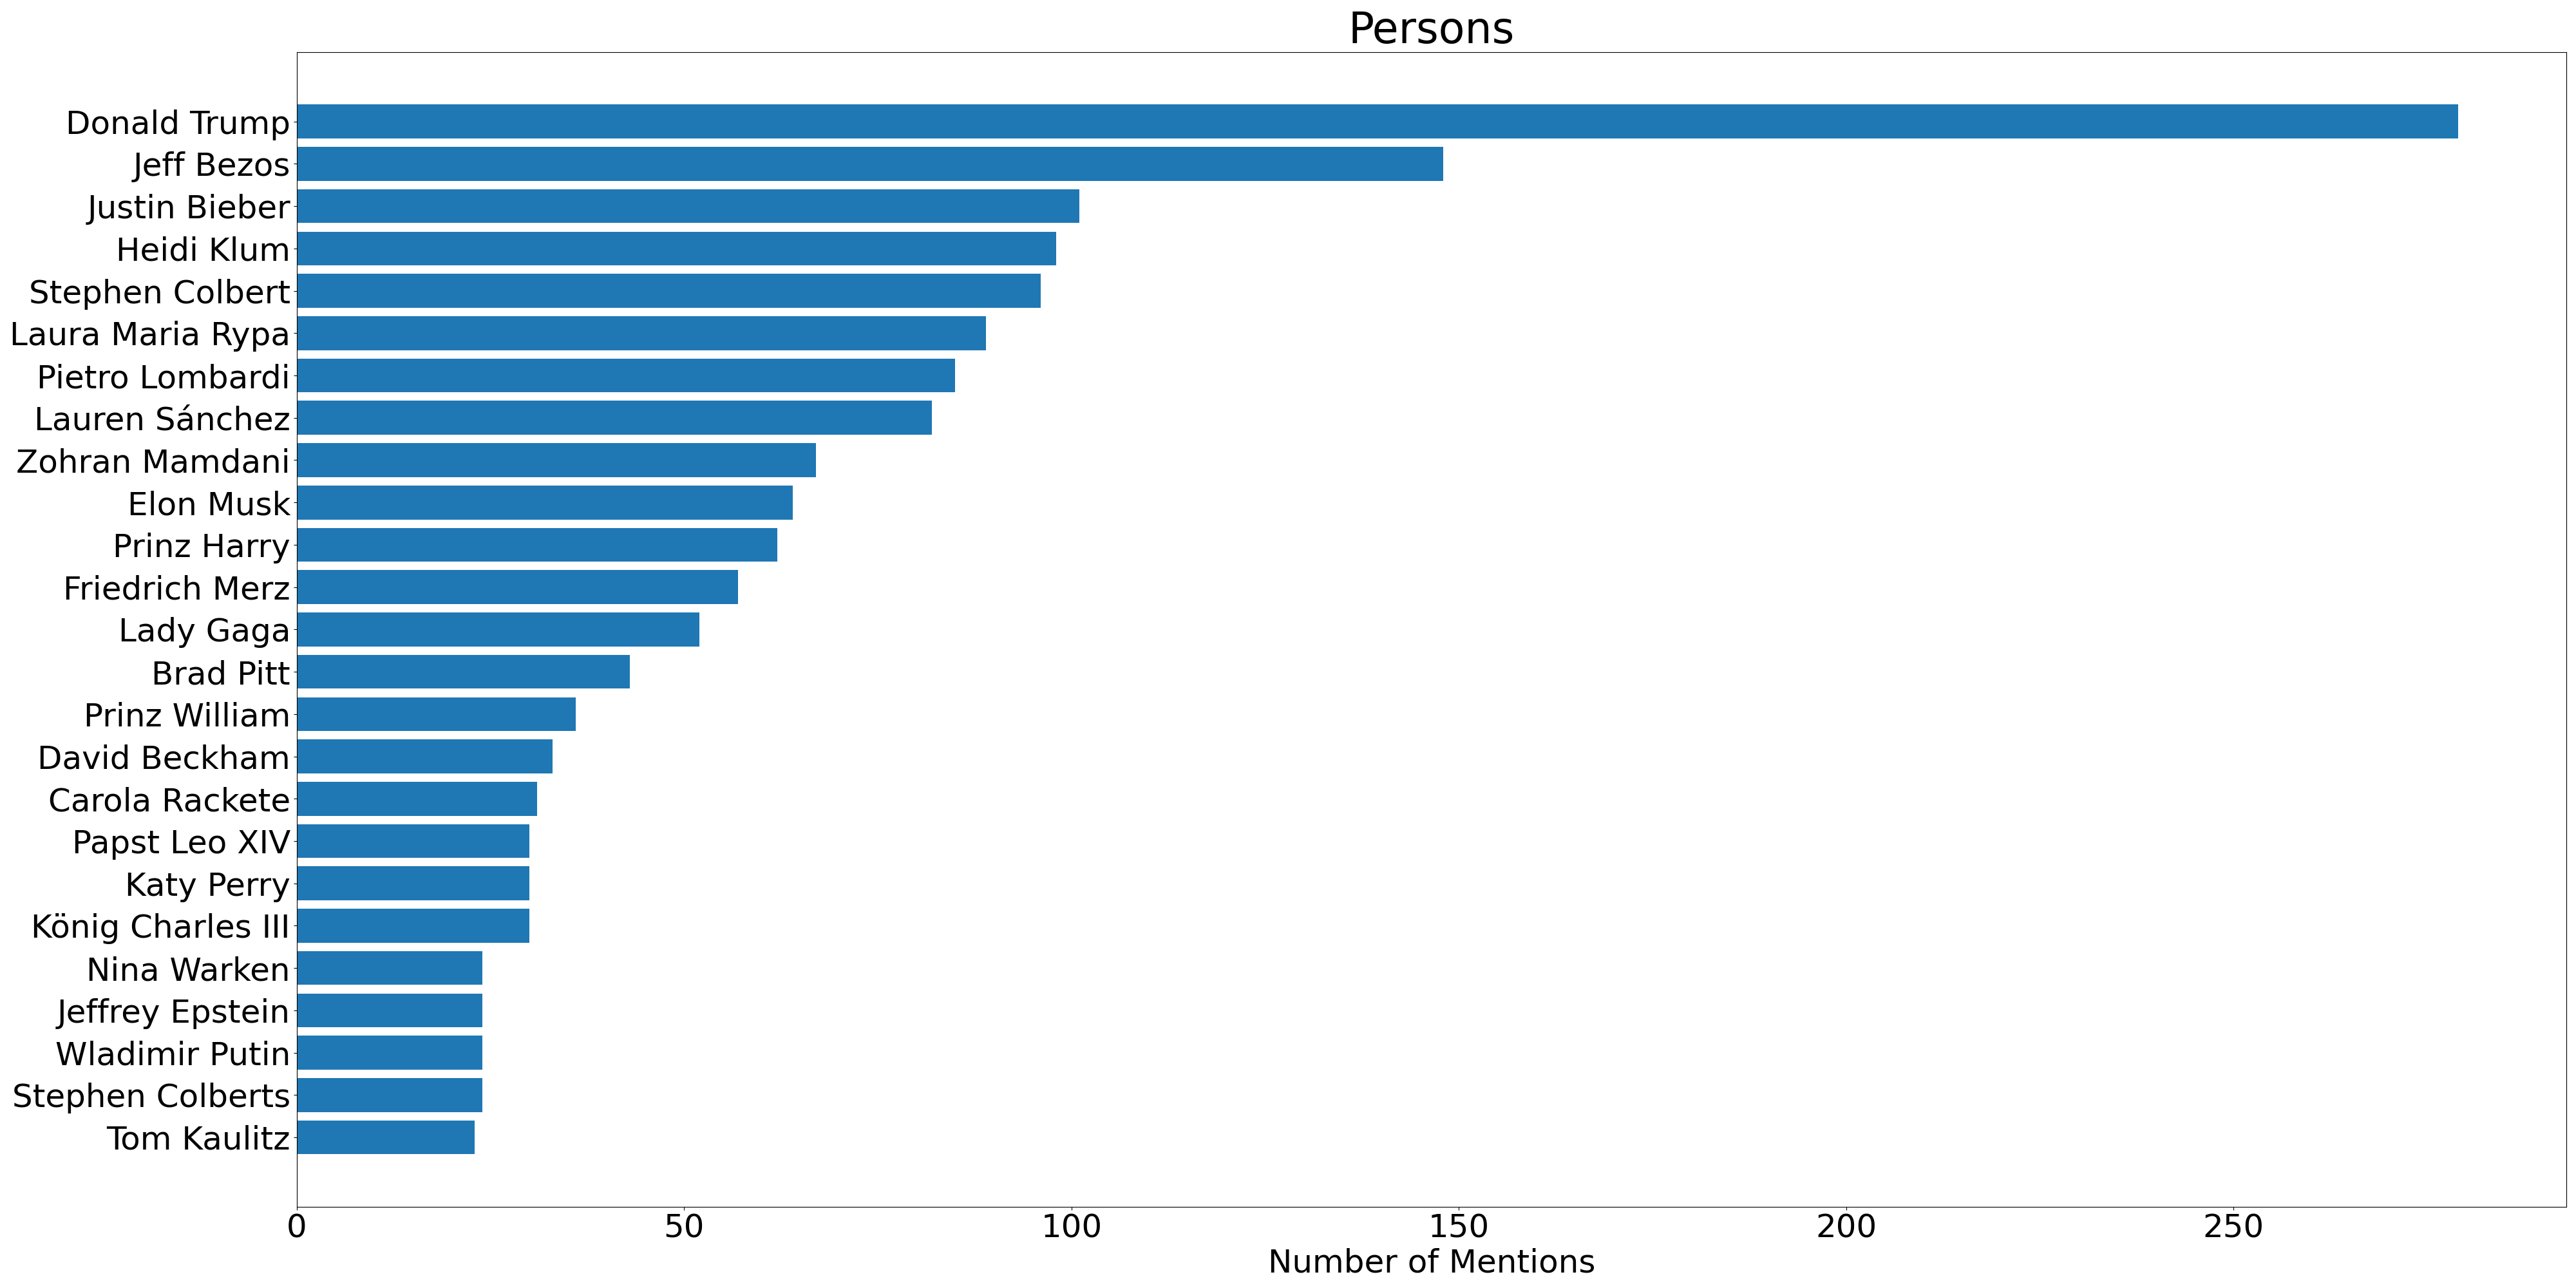 Persons
Donald Trump
Jeff Bezos
Justin Bieber
Heidi Klum
Stephen Colbert
Laura Maria Rypa
Pietro Lombardi
Lauren Sánchez
Zohran Mamdani
Elon Musk
Prinz Harry
Friedrich Merz
Lady Gaga
Brad Pitt
Prinz William
David Beckham
Carola Rackete
Papst Leo XIV
Katy Perry
König Charles III
Nina Warken
Jeffrey Epstein
Wladimir Putin
Stephen Colberts
Tom Kaulitz
0 50 100 150 200 250
Number of Mentions